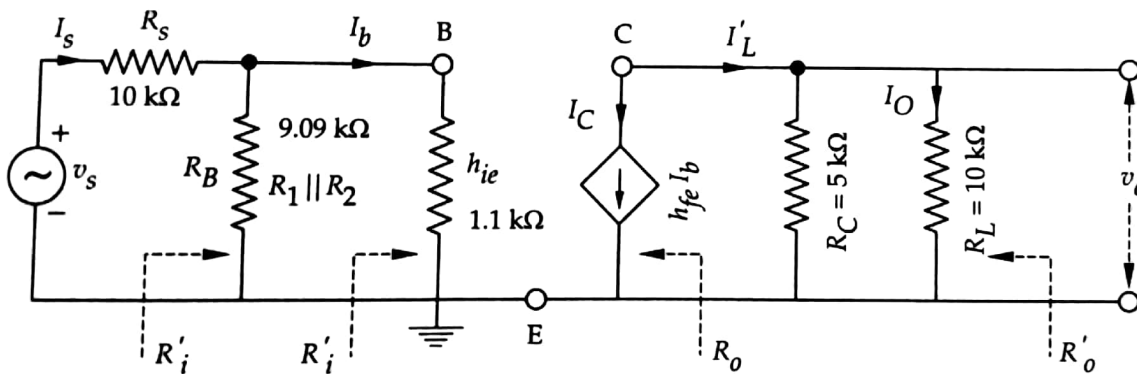 I_s
R_s
I_b
B
C
I'_L
10 kΩ
+
v_s
−
R_B
9.09 kΩ
R_1 || R_2
h_ie
1.1 kΩ
I_C
h_fe I_b
R_C = 5 kΩ
I_O
R_L = 10 kΩ
E
R'_i
R'_i
R_o
R'_o